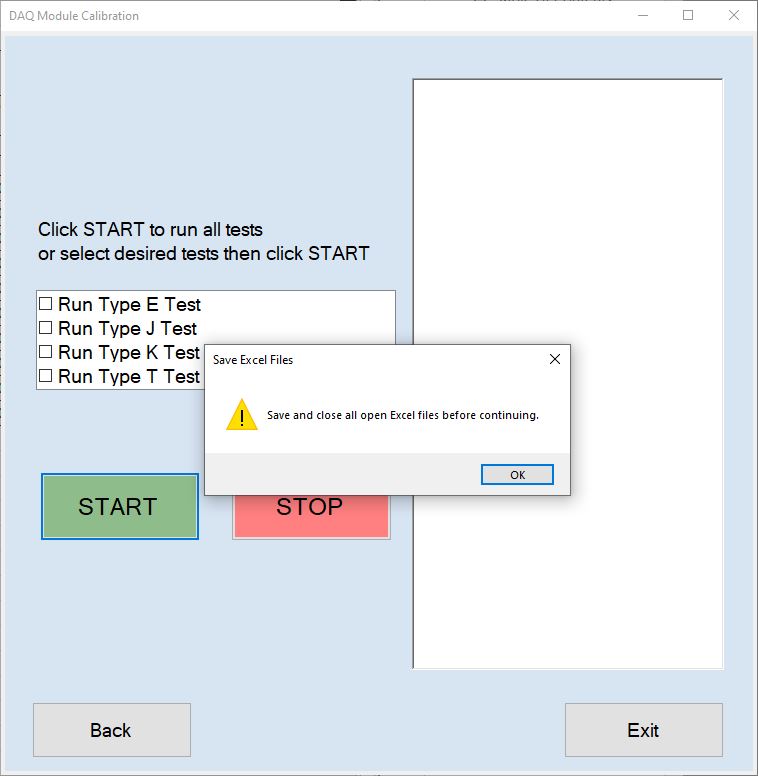 DAQ Module Calibration
Click START to run all tests
or select desired tests then click START
Run Type E Test
Run Type J Test
Run Type K Test
Run Type T Test
Save Excel Files
Save and close all open Excel files before continuing.
OK
START
STOP
Back
Exit